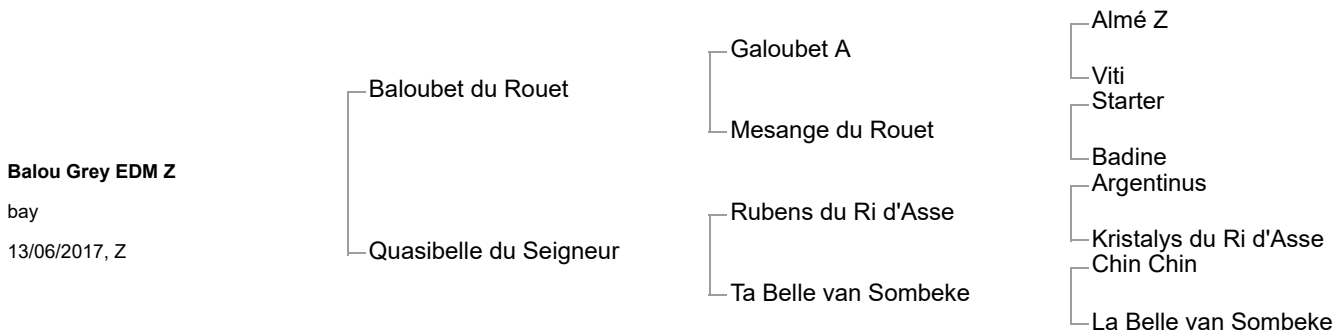 Balou Grey EDM Z
bay
13/06/2017, Z
Baloubet du Rouet
Quasibelle du Seigneur
Galoubet A
Mesange du Rouet
Rubens du Ri d'Asse
Ta Belle van Sombeke
Almé Z
Viti
Starter
Badine
Argentinus
Kristalys du Ri d'Asse
Chin Chin
La Belle van Sombeke